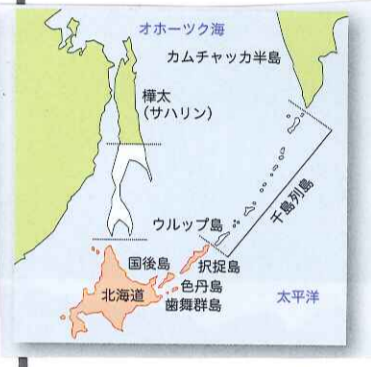 オホーツク海
カムチャッカ半島
樺太
(サハリン)
千島列島
ウルップ島
国後島
択捉島
北海道
色丹島
歯舞群島
太平洋